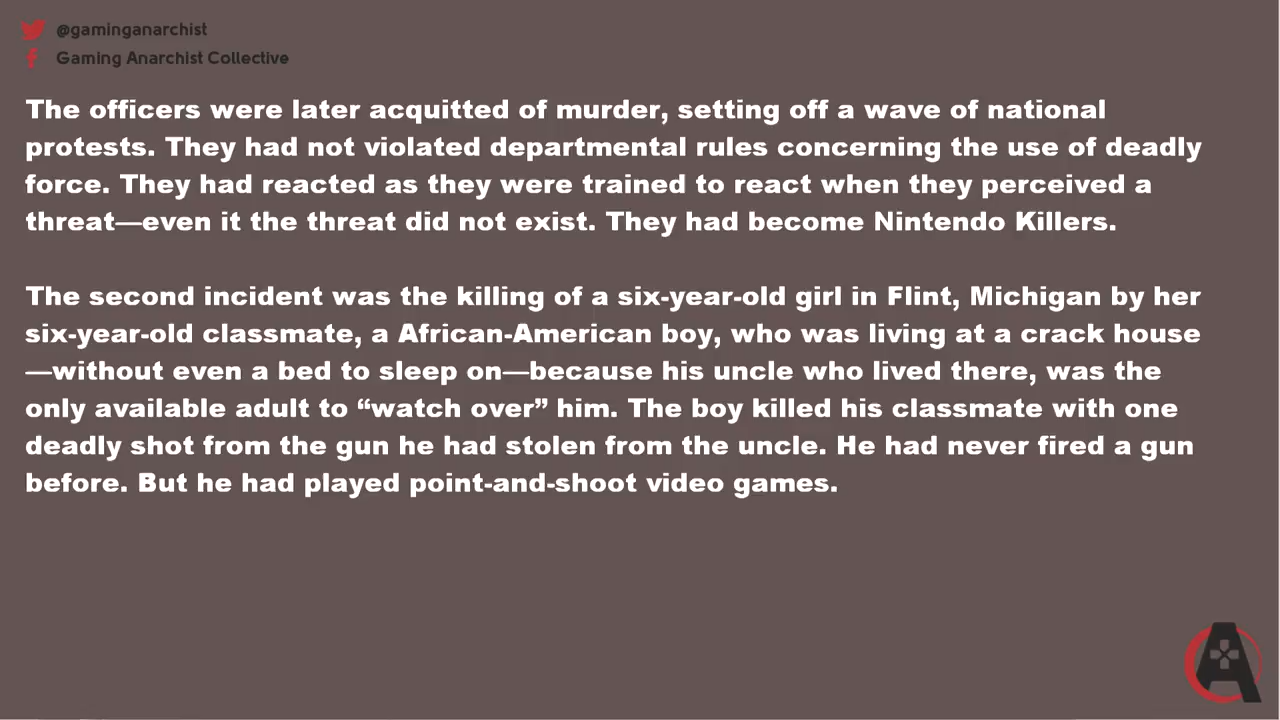 @gaminganarchist
Gaming Anarchist Collective
The officers were later acquitted of murder, setting off a wave of national
protests. They had not violated departmental rules concerning the use of deadly
force. They had reacted as they were trained to react when they perceived a
threat—even it the threat did not exist. They had become Nintendo Killers.
The second incident was the killing of a six-year-old girl in Flint, Michigan by her
six-year-old classmate, a African-American boy, who was living at a crack house
—without even a bed to sleep on—because his uncle who lived there, was the
only available adult to “watch over” him. The boy killed his classmate with one
deadly shot from the gun he had stolen from the uncle. He had never fired a gun
before. But he had played point-and-shoot video games.